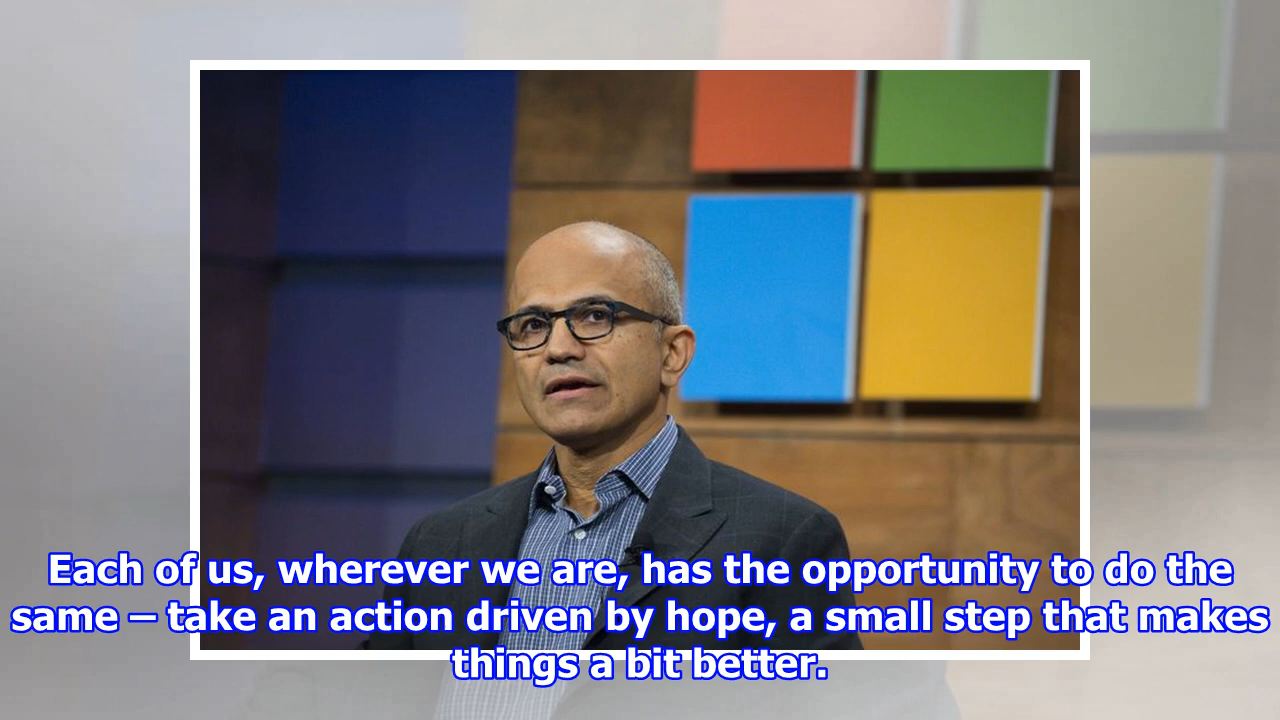 Each of us, wherever we are, has the opportunity to do the
same – take an action driven by hope, a small step that makes
things a bit better.